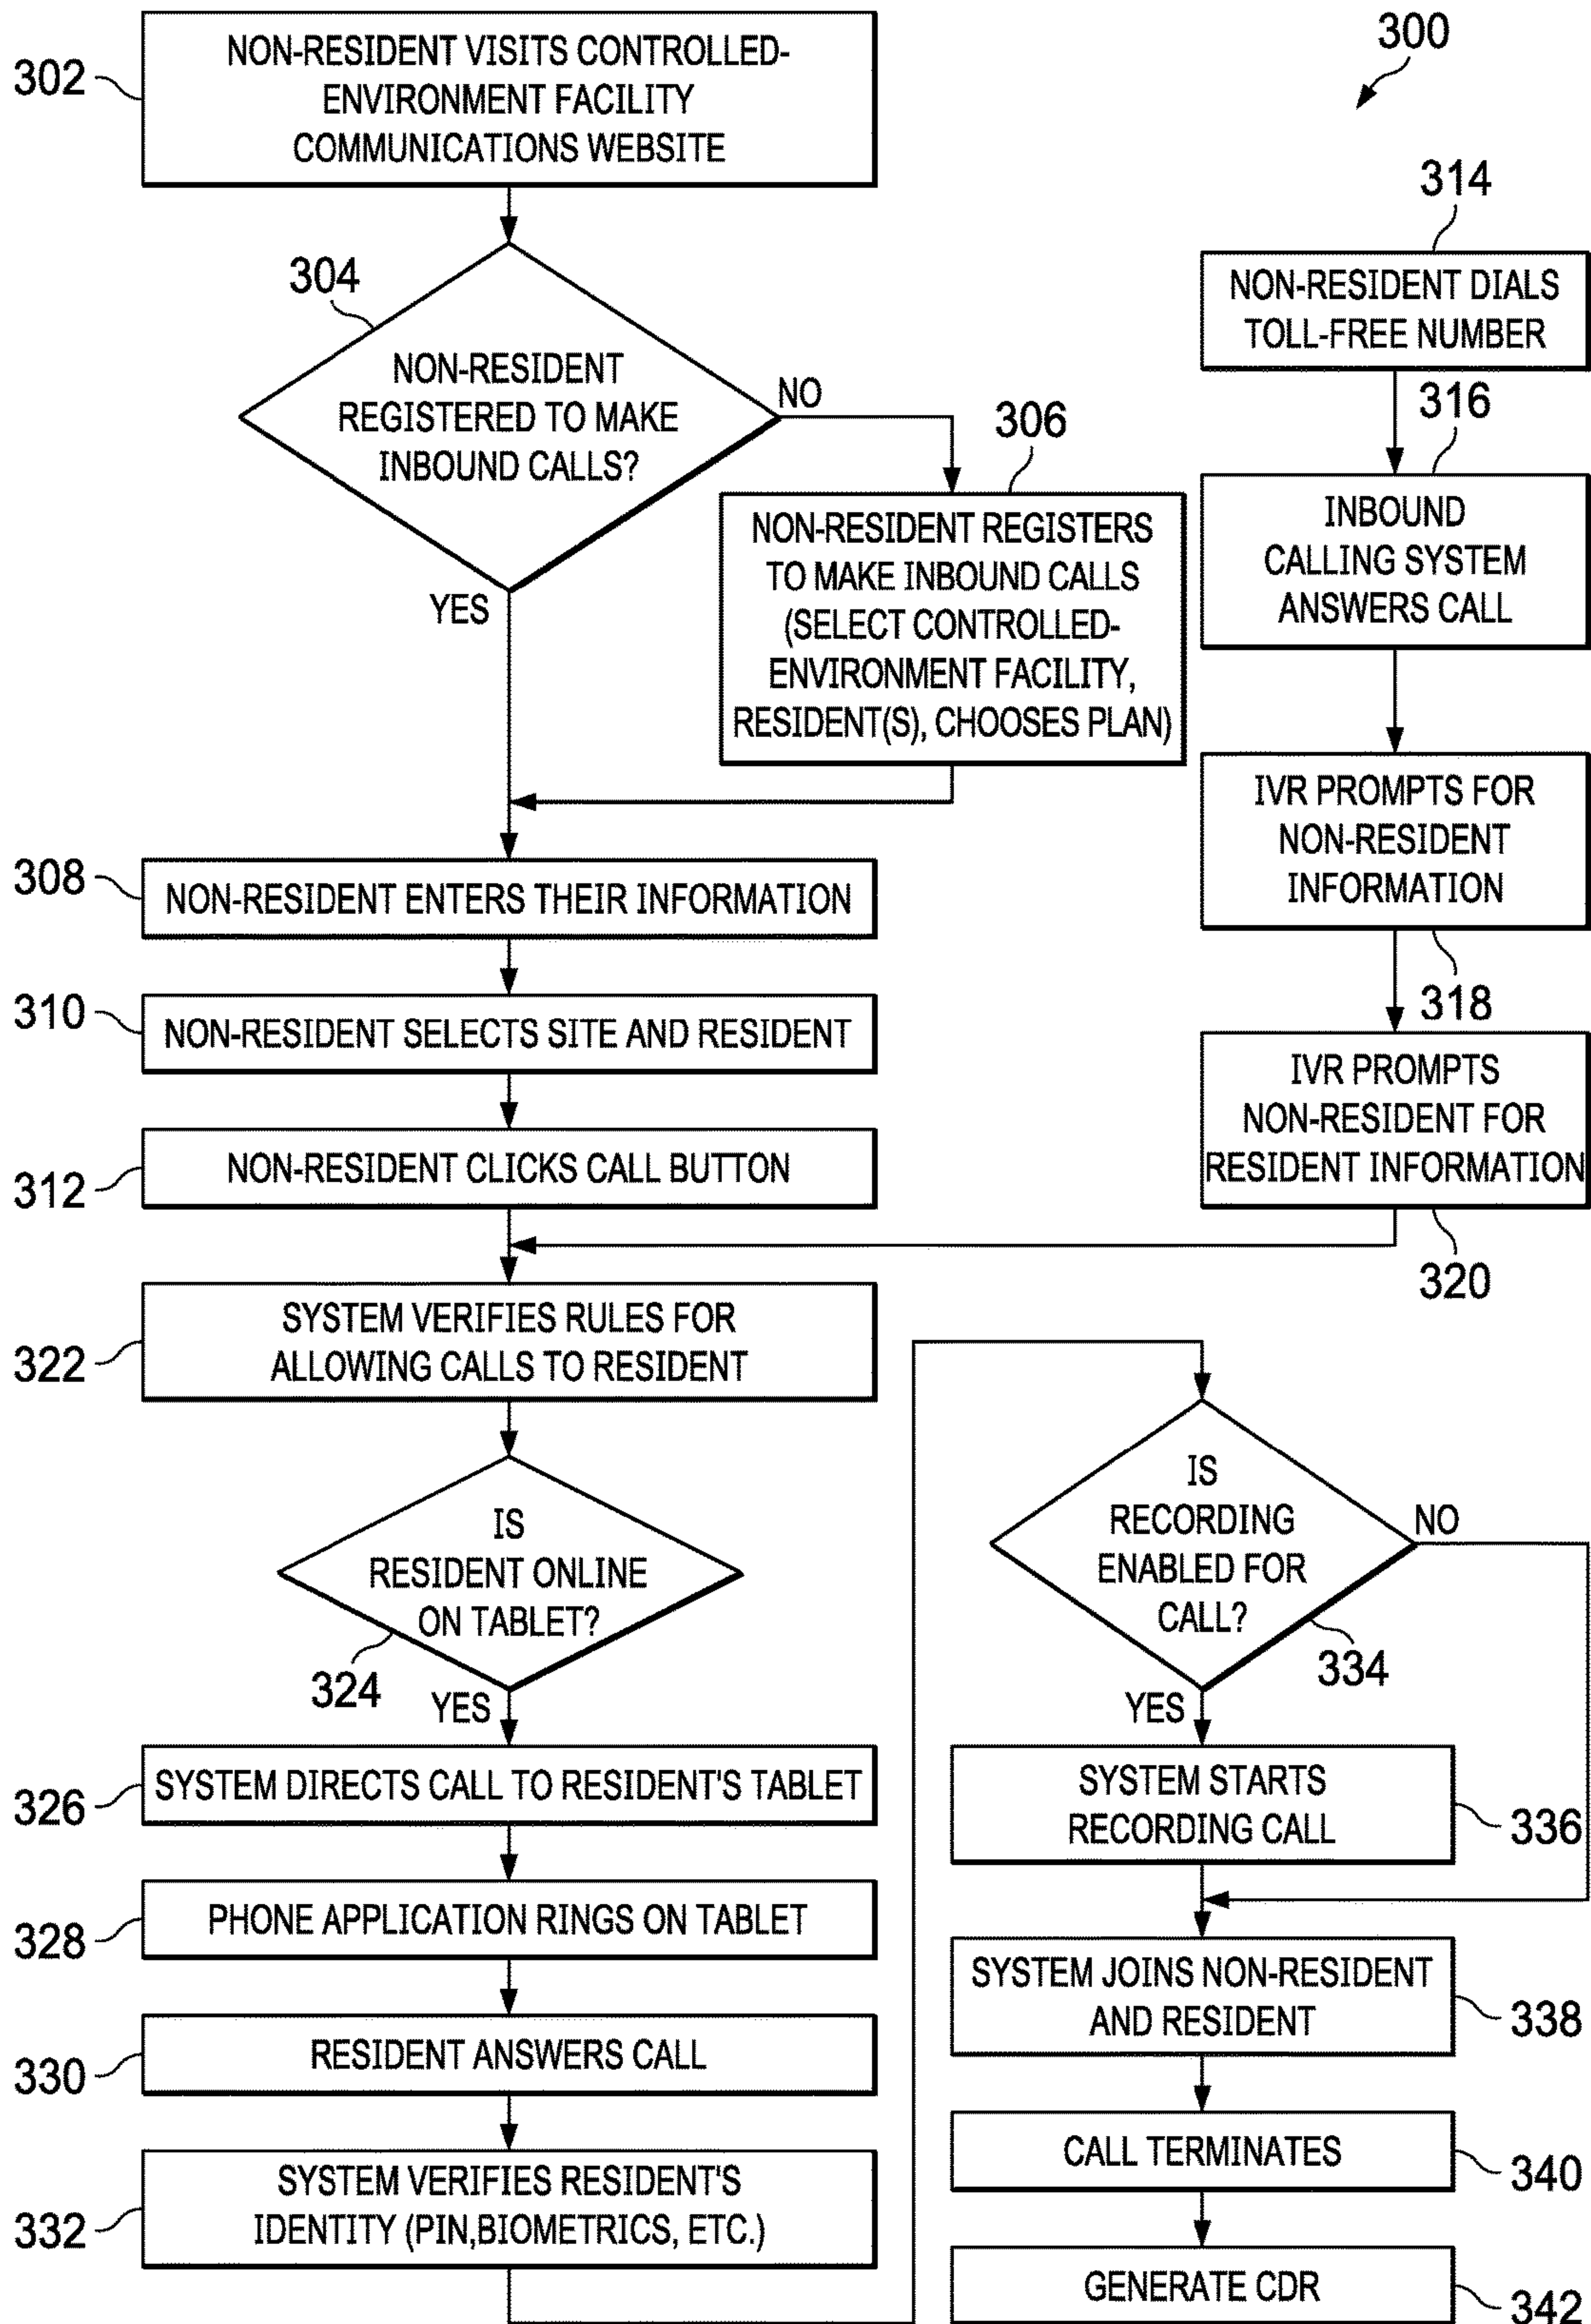 300
302
NON-RESIDENT VISITS CONTROLLED-
ENVIRONMENT FACILITY
COMMUNICATIONS WEBSITE
304
NON-RESIDENT
REGISTERED TO MAKE
INBOUND CALLS?
NO
YES
306
NON-RESIDENT REGISTERS
TO MAKE INBOUND CALLS
(SELECT CONTROLLED-
ENVIRONMENT FACILITY,
RESIDENT(S), CHOOSES PLAN)
308
NON-RESIDENT ENTERS THEIR INFORMATION
310
NON-RESIDENT SELECTS SITE AND RESIDENT
312
NON-RESIDENT CLICKS CALL BUTTON
314
NON-RESIDENT DIALS
TOLL-FREE NUMBER
316
INBOUND
CALLING SYSTEM
ANSWERS CALL
IVR PROMPTS FOR
NON-RESIDENT
INFORMATION
318
IVR PROMPTS
NON-RESIDENT FOR
RESIDENT INFORMATION
320
322
SYSTEM VERIFIES RULES FOR
ALLOWING CALLS TO RESIDENT
IS
RESIDENT ONLINE
ON TABLET?
324
YES
326
SYSTEM DIRECTS CALL TO RESIDENT'S TABLET
328
PHONE APPLICATION RINGS ON TABLET
330
RESIDENT ANSWERS CALL
332
SYSTEM VERIFIES RESIDENT'S
IDENTITY (PIN,BIOMETRICS, ETC.)
IS
RECORDING
ENABLED FOR
CALL?
NO
334
YES
SYSTEM STARTS
RECORDING CALL
336
SYSTEM JOINS NON-RESIDENT
AND RESIDENT
338
CALL TERMINATES
340
GENERATE CDR
342